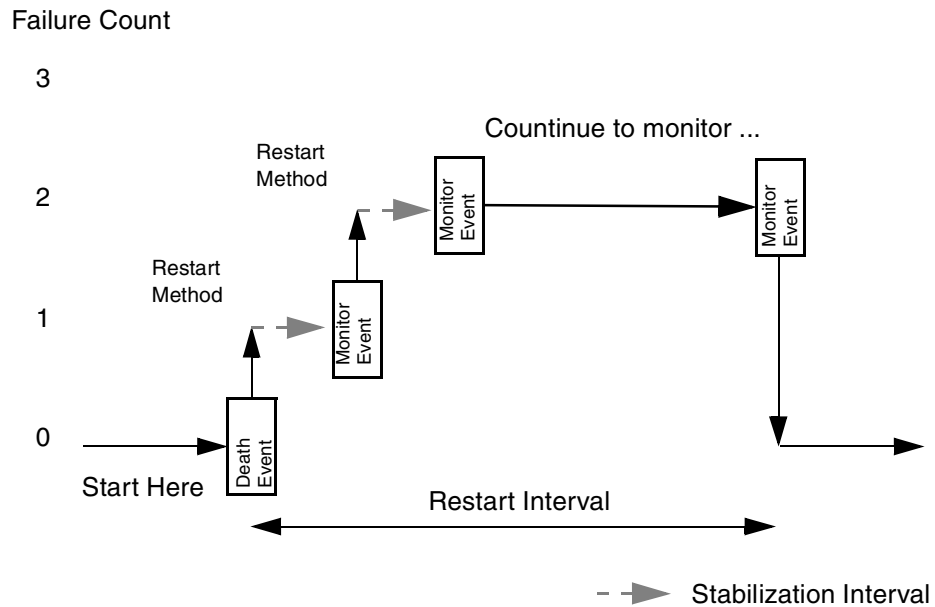 Failure Count
3
Countinue to monitor ...
Restart
Method
2
Monitor
Event
Monitor
Event
Restart
Method
1
Monitor
Event
0
Death
Event
Start Here
Restart Interval
Stabilization Interval